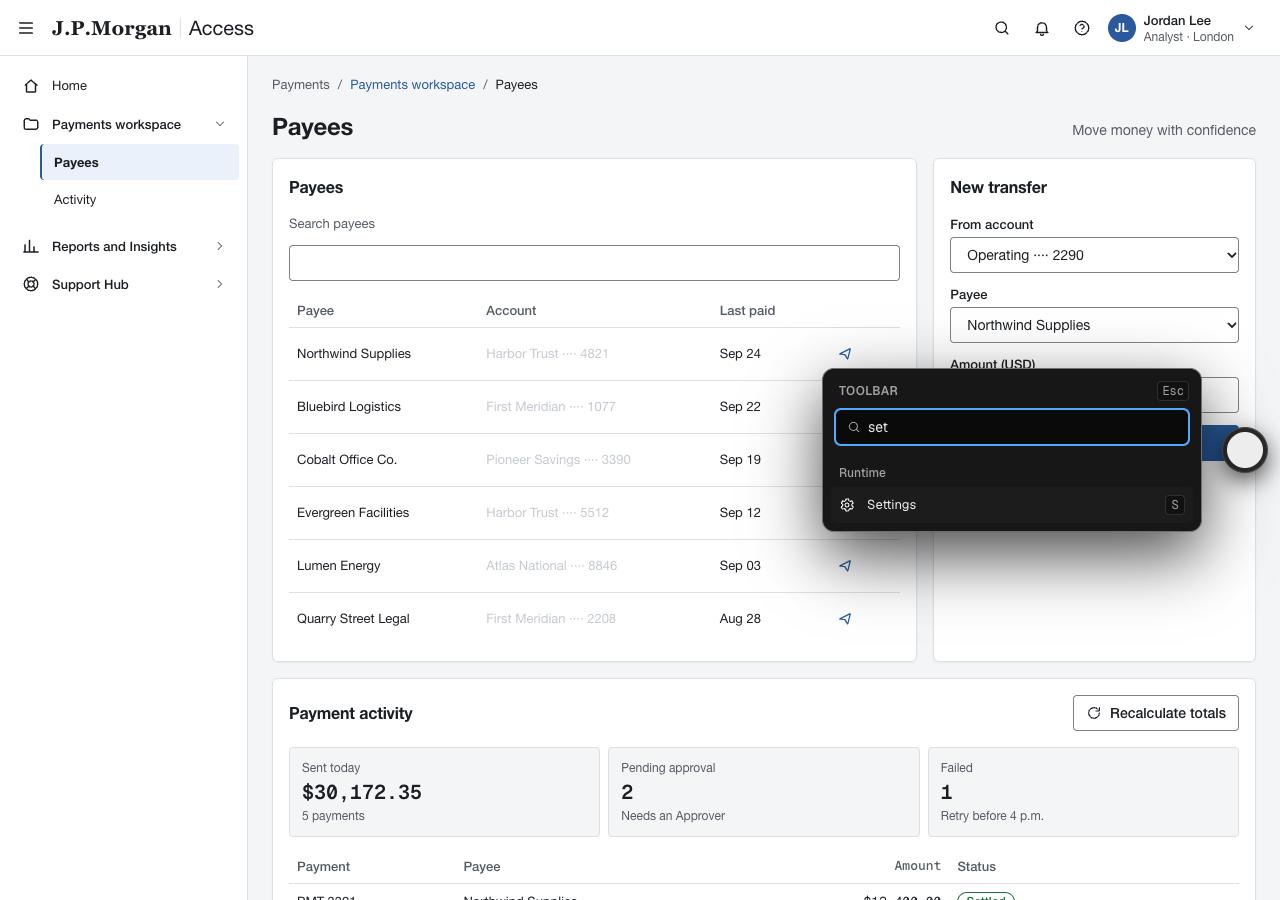 J.P.Morgan Access
JL
Jordan Lee
Analyst · London
Home
Payments workspace
Payees
Activity
Reports and Insights
Support Hub
Payments / Payments workspace / Payees
Payees
Move money with confidence
Payees
Search payees
Payee Account Last paid
Northwind Supplies Harbor Trust ···· 4821 Sep 24
Bluebird Logistics First Meridian ···· 1077 Sep 22
Cobalt Office Co. Pioneer Savings ···· 3390 Sep 19
Evergreen Facilities Harbor Trust ···· 5512 Sep 12
Lumen Energy Atlas National ···· 8846 Sep 03
Quarry Street Legal First Meridian ···· 2208 Aug 28
New transfer
From account
Operating ···· 2290
Payee
Northwind Supplies
Amount (USD)
TOOLBAR Esc
set
Runtime
Settings S
Payment activity
Recalculate totals
Sent today
$30,172.35
5 payments
Pending approval
2
Needs an Approver
Failed
1
Retry before 4 p.m.
Payment Payee Amount Status
Northwind Supplies Settled